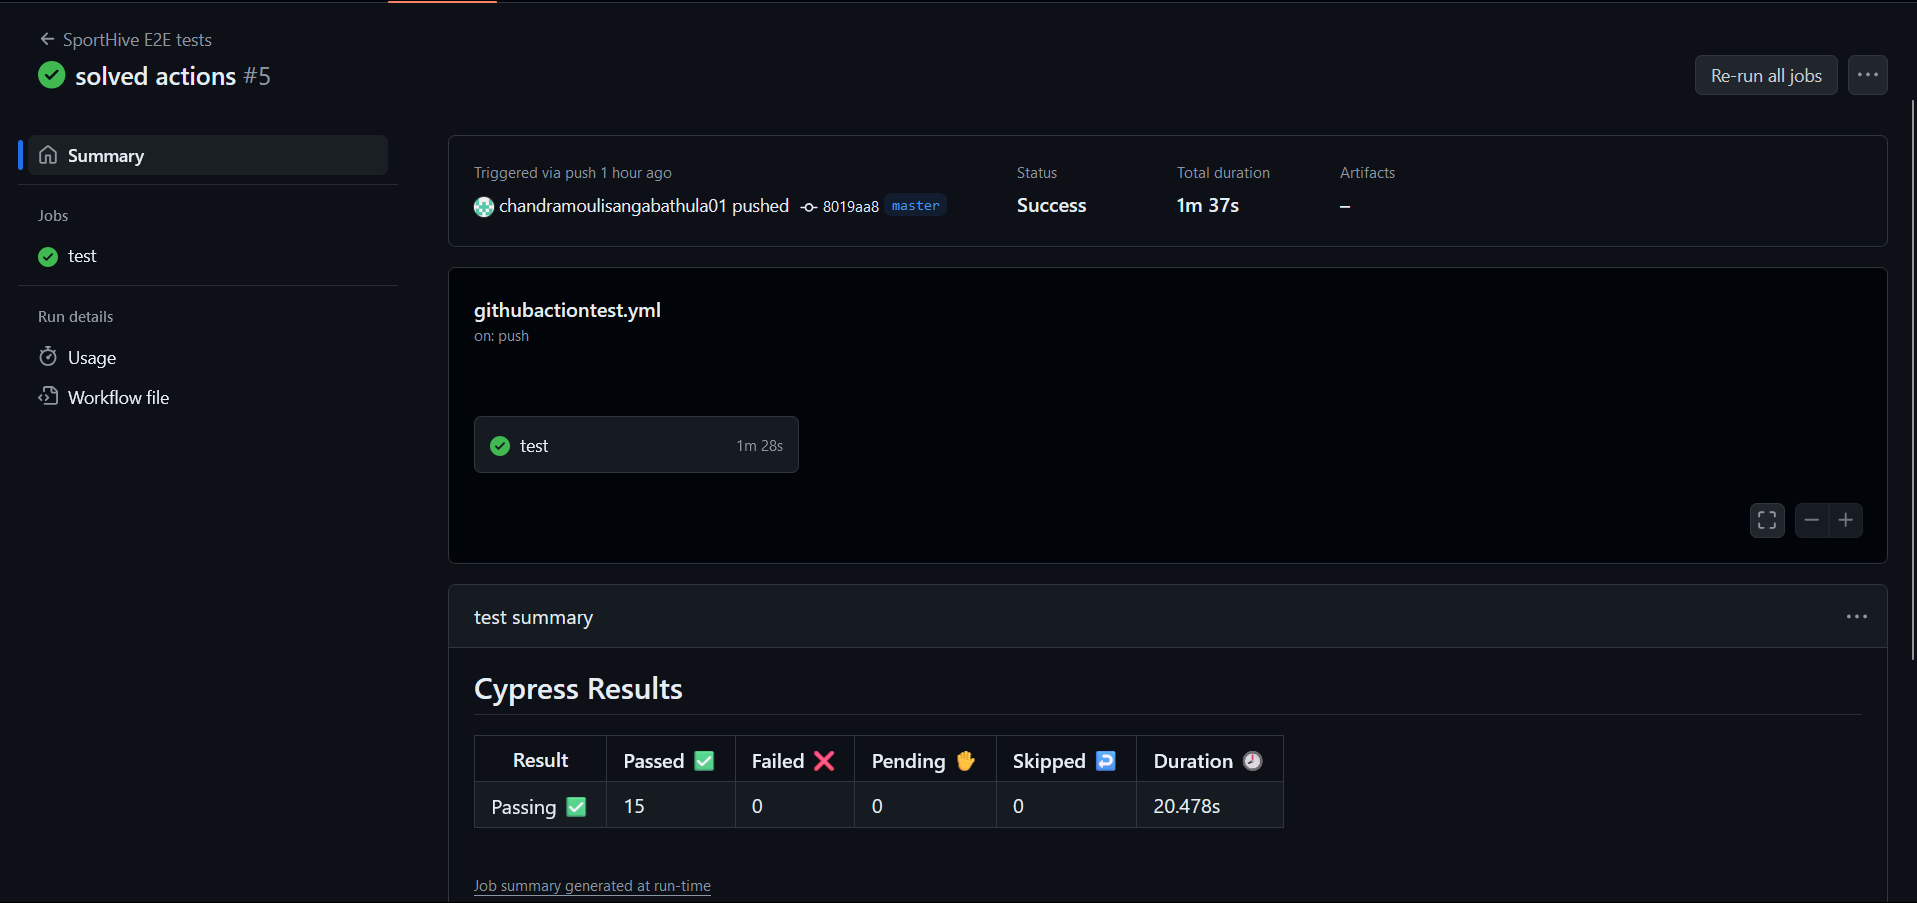 SportHive E2E tests
solved actions #5
Re-run all jobs
Summary
Jobs
test
Run details
Usage
Workflow file
Triggered via push 1 hour ago
chandramoulisangabathula01 pushed 8019aa8 master
Status
Success
Total duration
1m 37s
Artifacts
–
githubactiontest.yml
on: push
test 1m 28s
test summary
Cypress Results
Result Passed ✅ Failed ❌ Pending ✋ Skipped ↩️ Duration 🕗
Passing ✅ 15 0 0 0 20.478s
Job summary generated at run-time